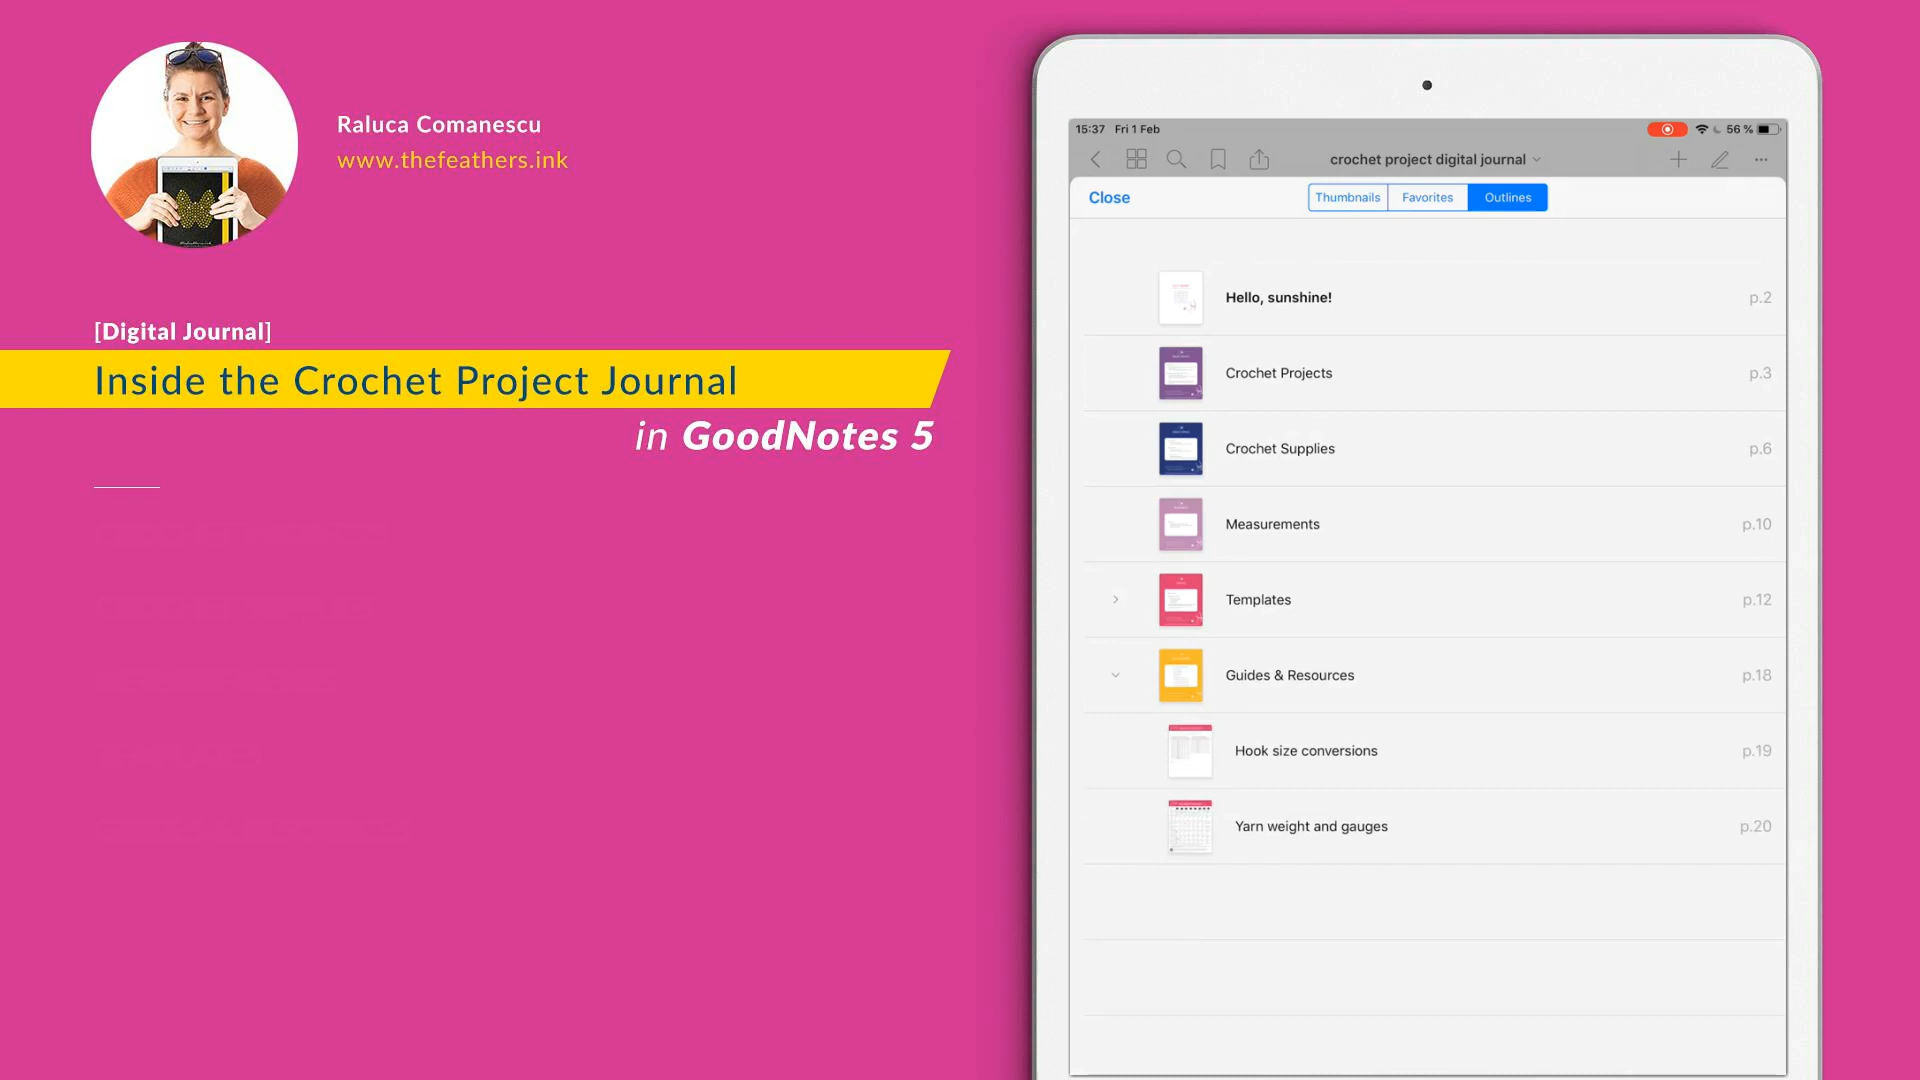 Raluca Comanescu
www.thefeathers.ink
[Digital Journal]
Inside the Crochet Project Journal
in GoodNotes 5
15:37 Fri 1 Feb
56 %
crochet project digital journal
Close
Thumbnails
Favorites
Outlines
Hello, sunshine! p.2
Crochet Projects p.3
Crochet Supplies p.6
Measurements p.10
Templates p.12
Guides & Resources p.18
Hook size conversions p.19
Yarn weight and gauges p.20